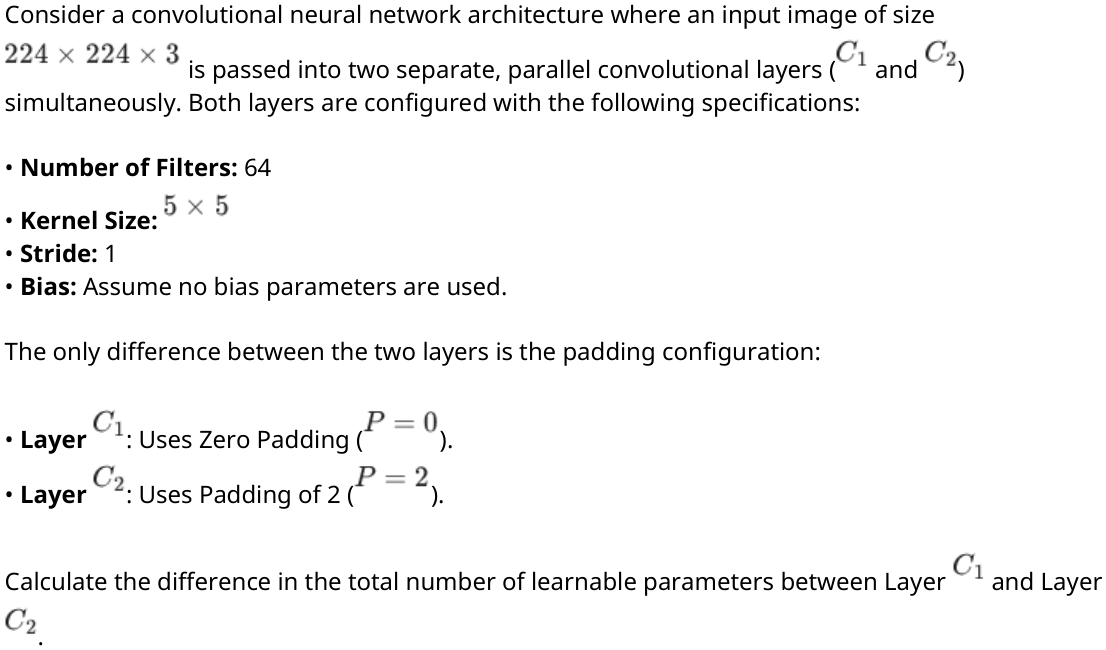 Consider a convolutional neural network architecture where an input image of size
224 × 224 × 3 is passed into two separate, parallel convolutional layers (C₁ and C₂)
simultaneously. Both layers are configured with the following specifications:
• Number of Filters: 64
• Kernel Size: 5 × 5
• Stride: 1
• Bias: Assume no bias parameters are used.
The only difference between the two layers is the padding configuration:
• Layer C₁: Uses Zero Padding (P = 0).
• Layer C₂: Uses Padding of 2 (P = 2).
Calculate the difference in the total number of learnable parameters between Layer C₁ and Layer
C₂.